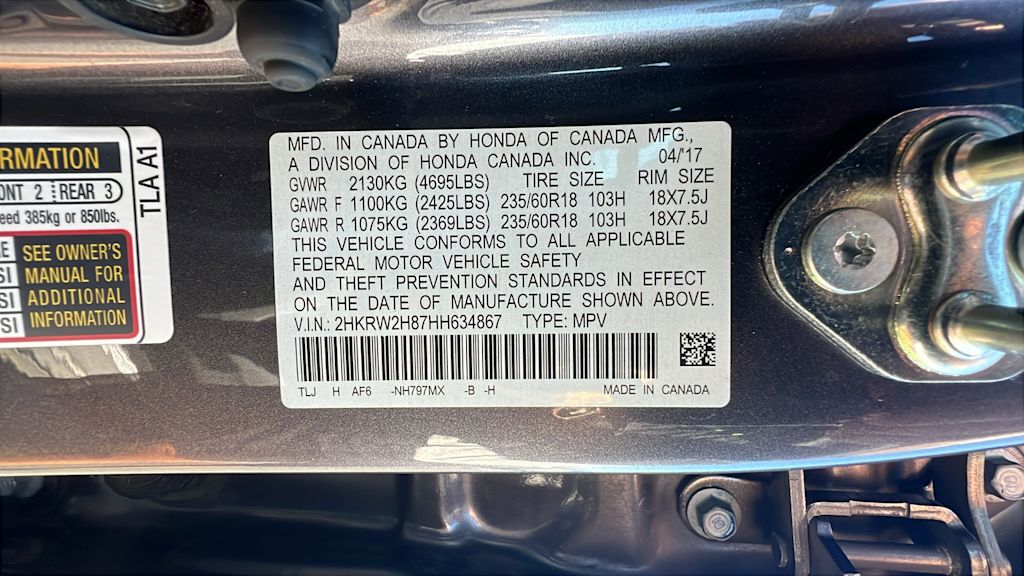 RMATION
ONT 2 REAR 3
eed 385kg or 850lbs.
SEE OWNER'S
SI MANUAL FOR
SI ADDITIONAL
SI INFORMATION
TLA A1
MFD. IN CANADA BY HONDA OF CANADA MFG.,
A DIVISION OF HONDA CANADA INC. 04/'17
GVWR 2130KG (4695LBS) TIRE SIZE RIM SIZE
GAWR F 1100KG (2425LBS) 235/60R18 103H 18X7.5J
GAWR R 1075KG (2369LBS) 235/60R18 103H 18X7.5J
THIS VEHICLE CONFORMS TO ALL APPLICABLE
FEDERAL MOTOR VEHICLE SAFETY
AND THEFT PREVENTION STANDARDS IN EFFECT
ON THE DATE OF MANUFACTURE SHOWN ABOVE.
V.I.N.: 2HKRW2H87HH634867 TYPE: MPV
TLJ H AF6 -NH797MX -B -H MADE IN CANADA